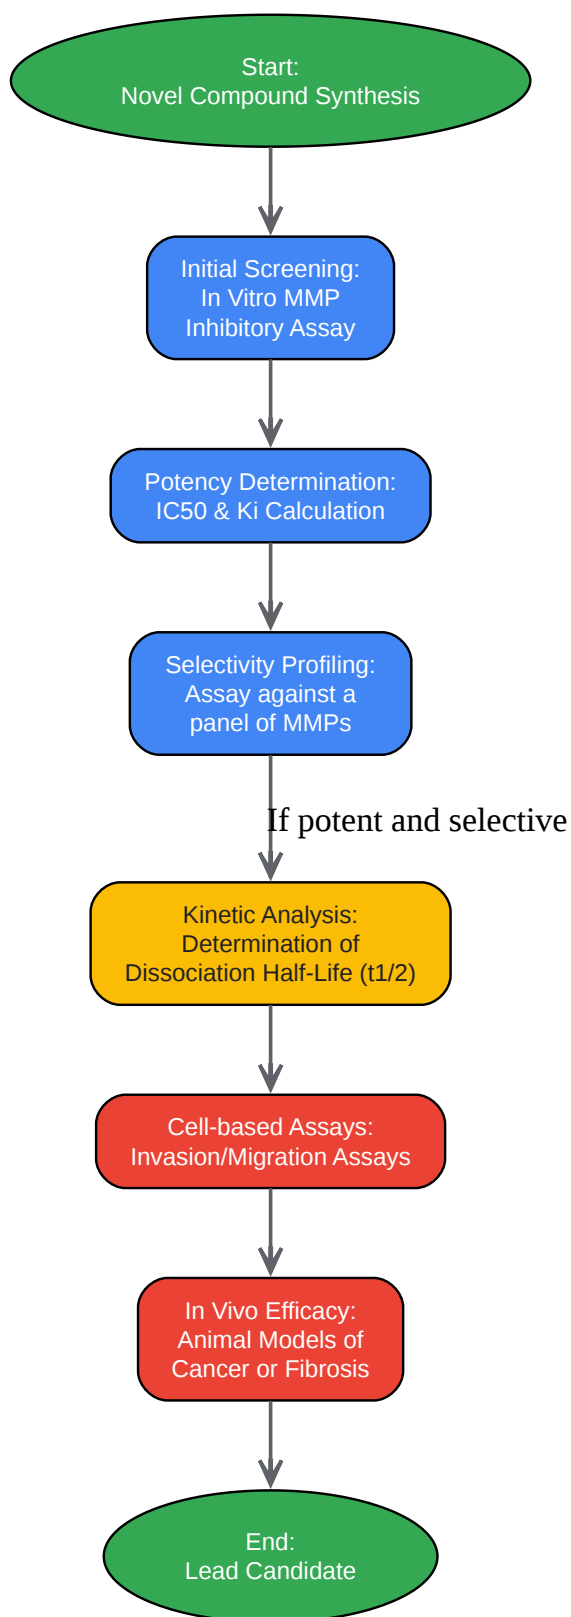 Start:
Novel Compound Synthesis
Initial Screening:
In Vitro MMP
Inhibitory Assay
Potency Determination:
IC50 & Ki Calculation
Selectivity Profiling:
Assay against a
panel of MMPs
If potent and selective
Kinetic Analysis:
Determination of
Dissociation Half-Life (t1/2)
Cell-based Assays:
Invasion/Migration Assays
In Vivo Efficacy:
Animal Models of
Cancer or Fibrosis
End:
Lead Candidate